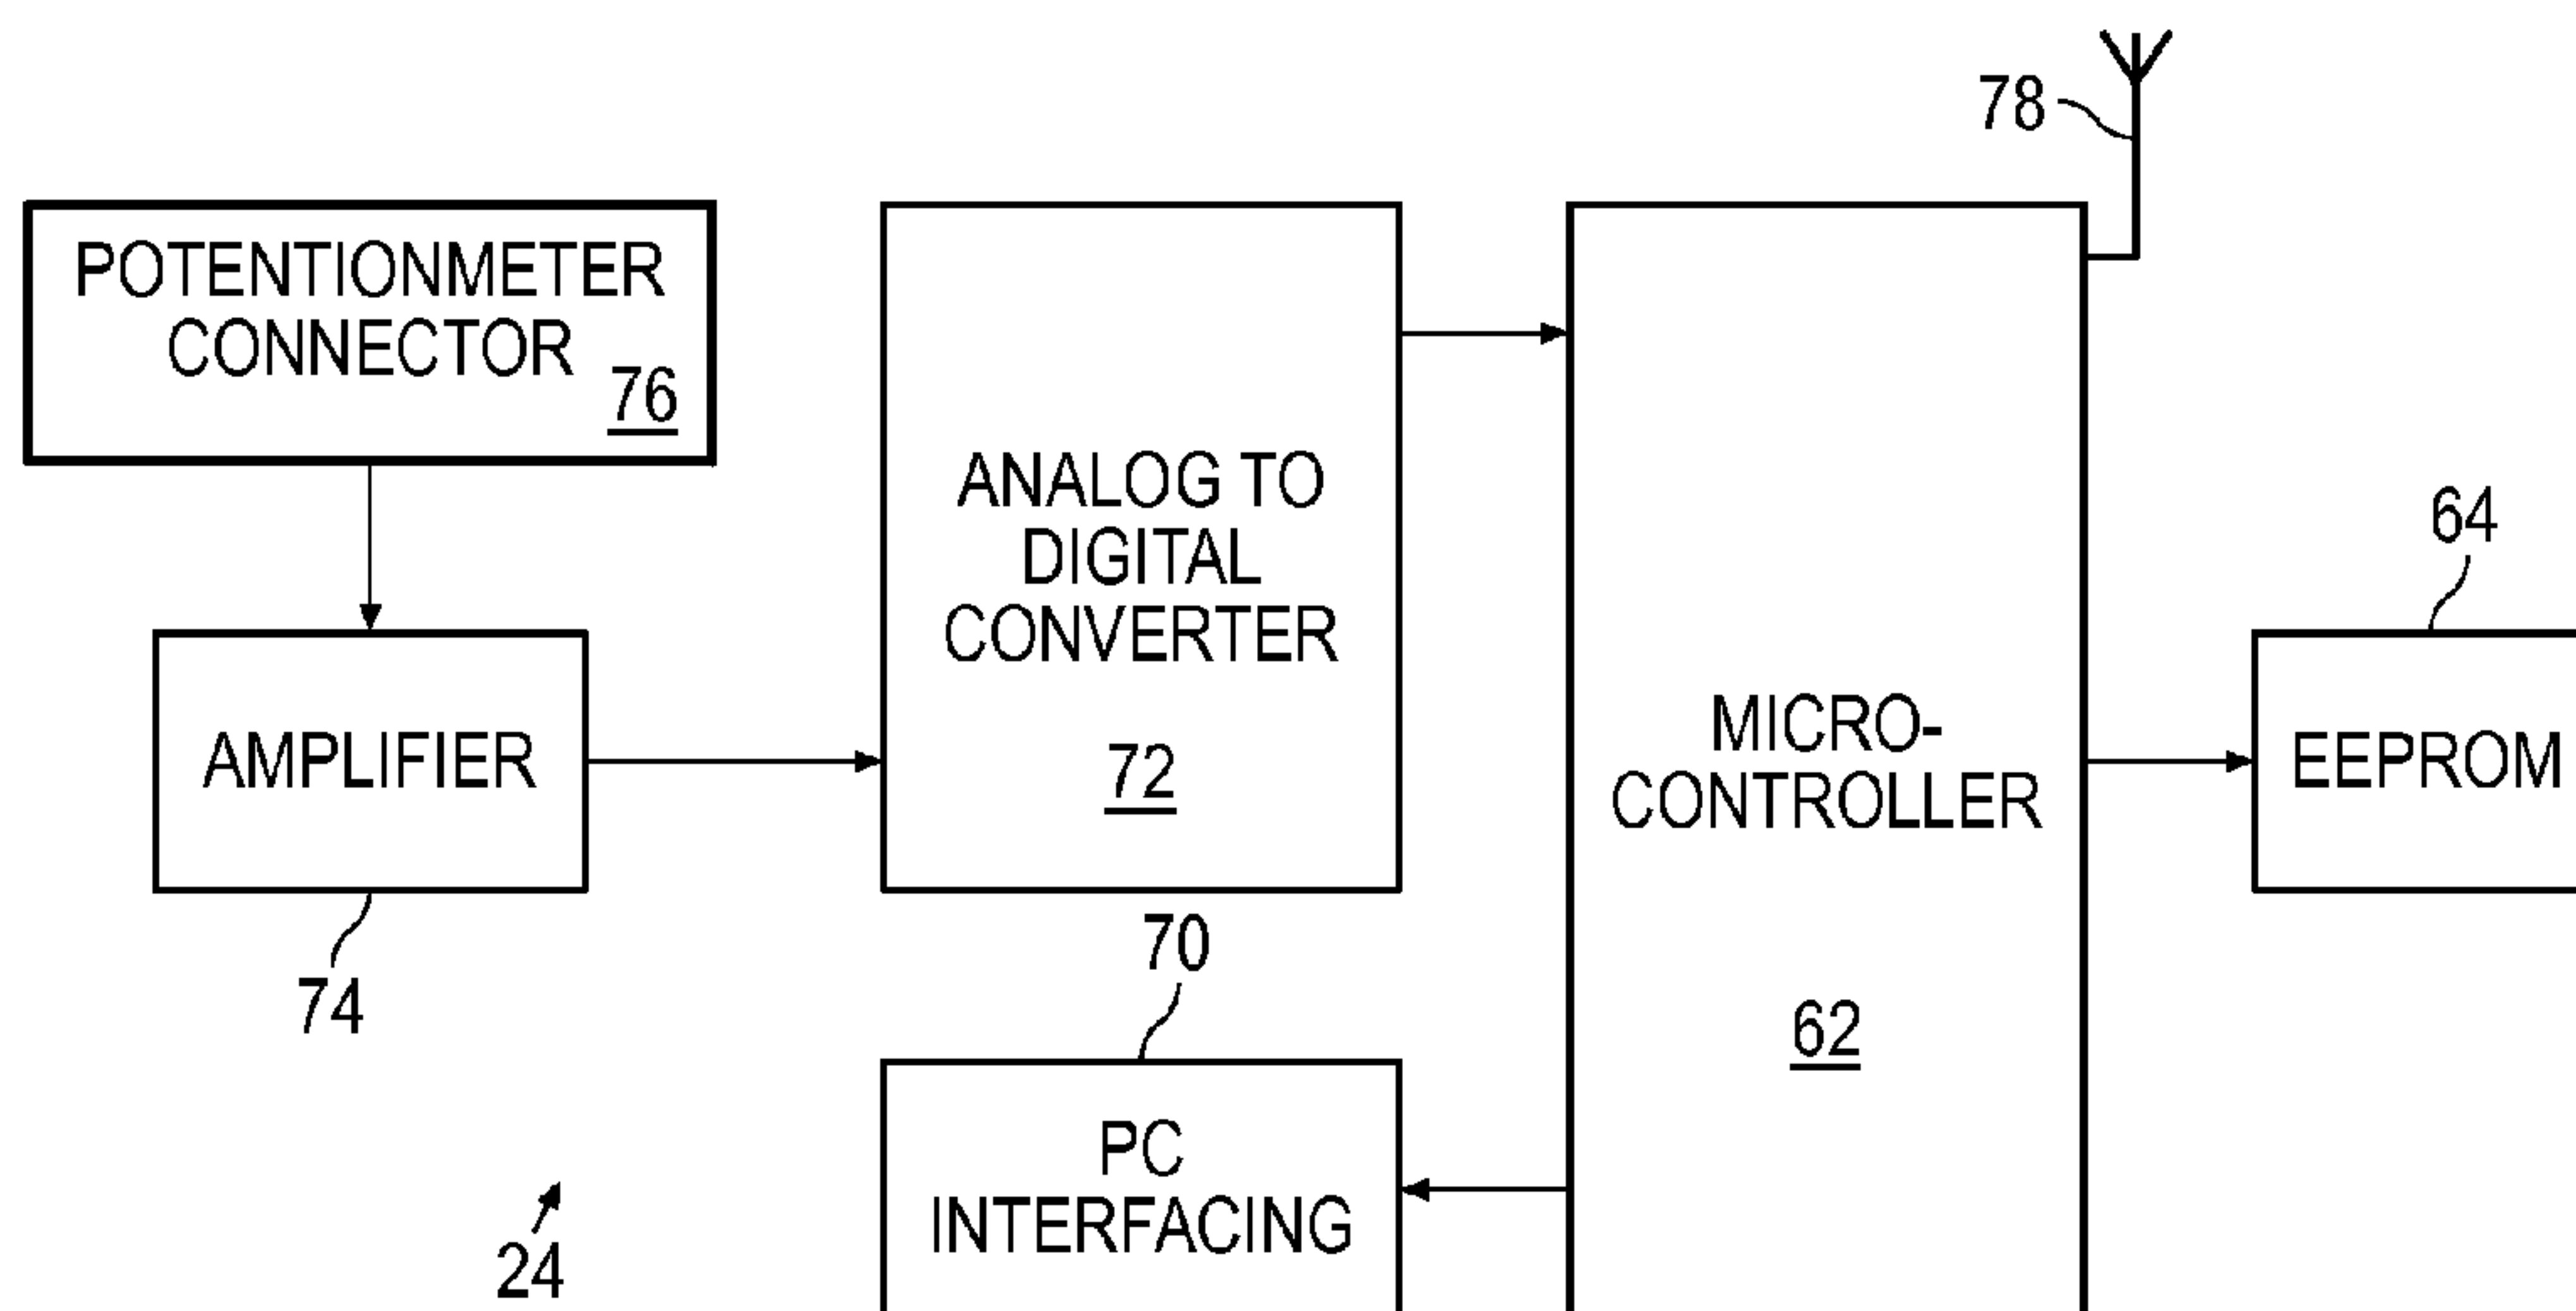 78
POTENTIONMETER
CONNECTOR
76
ANALOG TO
DIGITAL
CONVERTER
72
MICRO-
CONTROLLER
62
64
EEPROM
AMPLIFIER
74
70
PC
INTERFACING
24